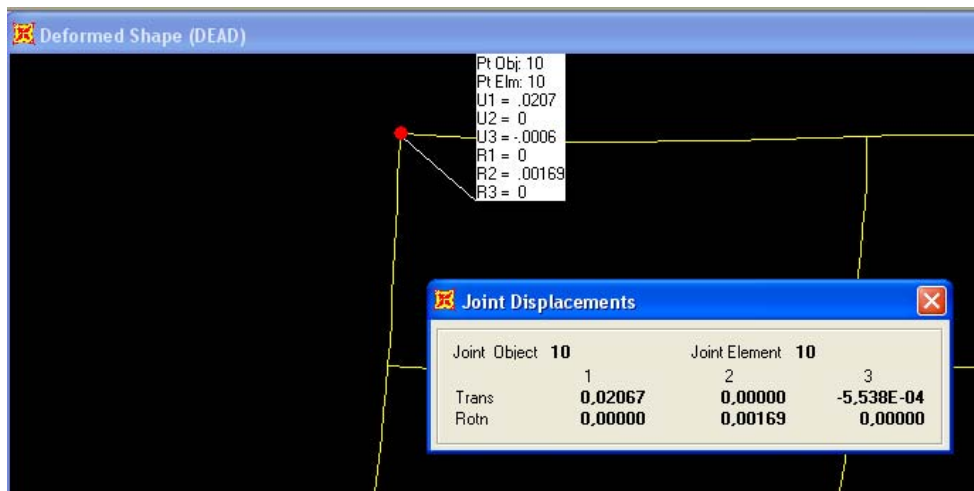 Deformed Shape (DEAD)
Pt Obj: 10
Pt Elm: 10
U1 = .0207
U2 = 0
U3 = -.0006
R1 = 0
R2 = .00169
R3 = 0
Joint Displacements
Joint Object 10 Joint Element 10
1 2 3
Trans 0,02067 0,00000 -5,538E-04
Rotn 0,00000 0,00169 0,00000